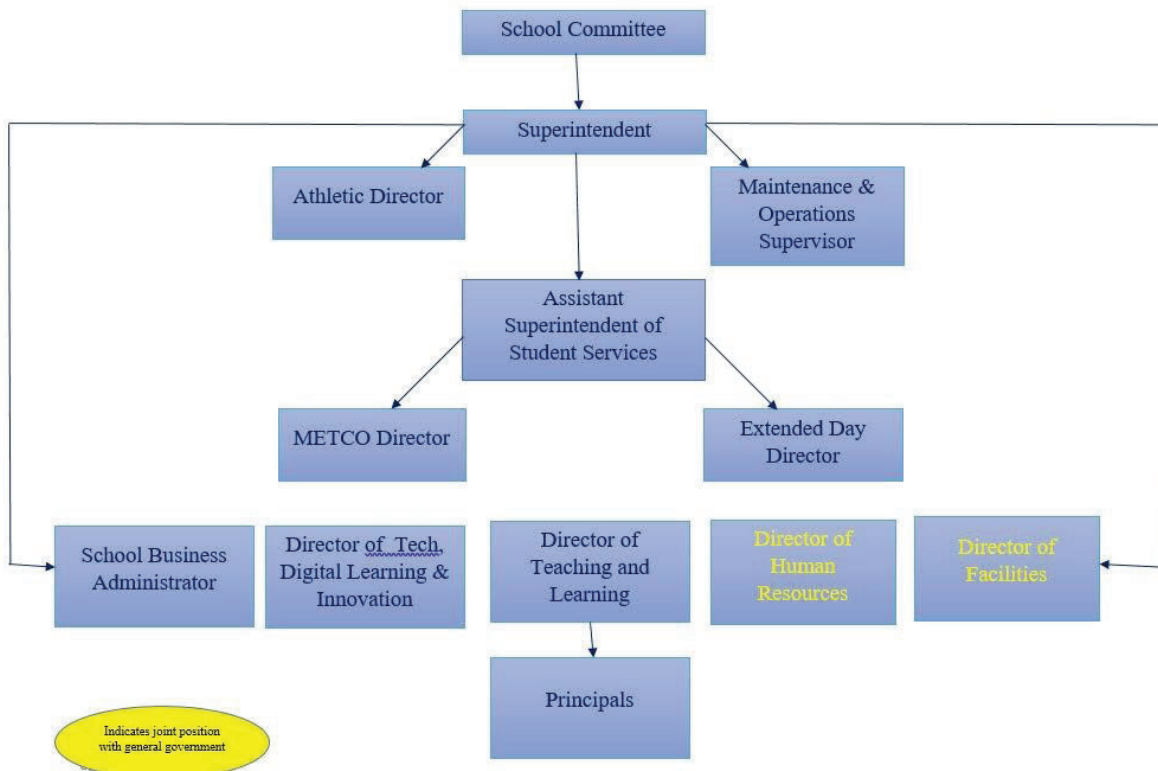 School Committee
Superintendent
Athletic Director
Maintenance &
Operations
Supervisor
Assistant
Superintendent of
Student Services
METCO Director
Extended Day
Director
School Business
Administrator
Director of Tech,
Digital Learning &
Innovation
Director of
Teaching and
Learning
Director of
Human
Resources
Director of
Facilities
Principals
Indicates joint position
with general government